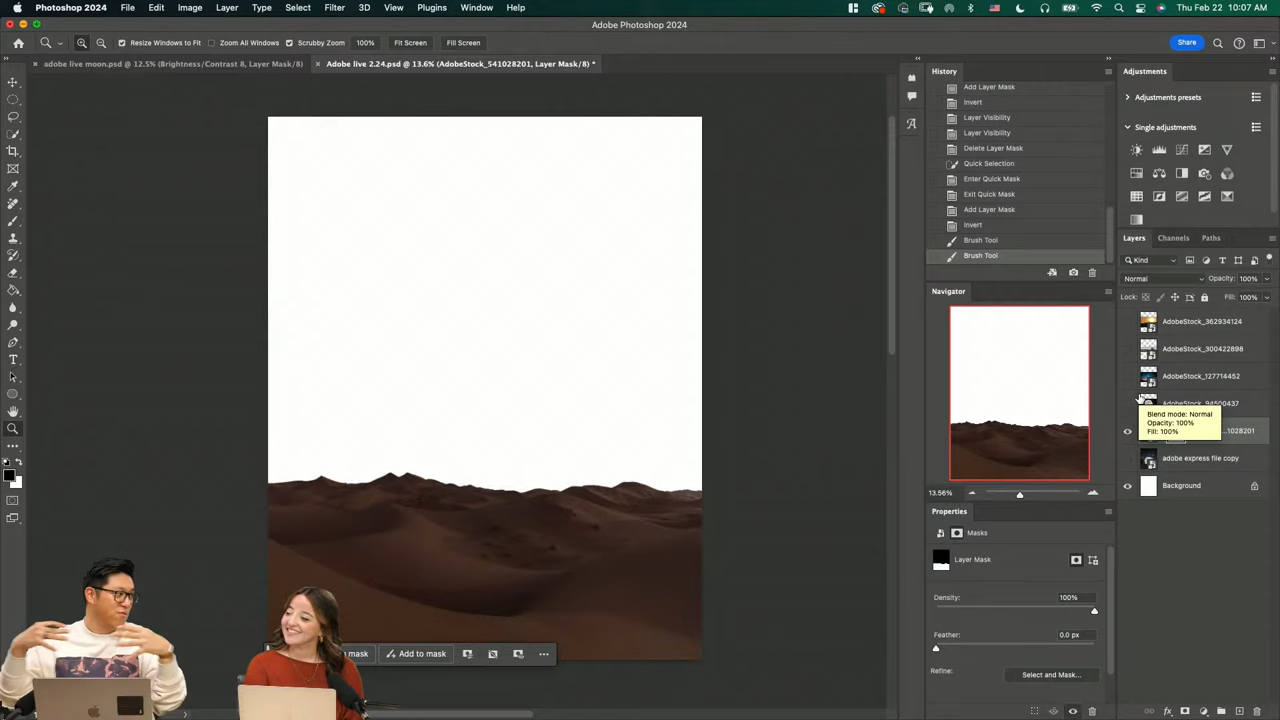 Photoshop 2024 File Edit Image Layer Type Select Filter 3D View Plugins Window Help Thu Feb 22 10:07 AM
Adobe Photoshop 2024
Resize Windows to Fit Zoom All Windows Scrubby Zoom 100% Fit Screen Fill Screen Share
adobe live moon.psd @ 12.5% (Brightness/Contrast 8, Layer Mask/8) Adobe live 2.24.psd @ 13.6% (AdobeStock_541028201, Layer Mask/8) *
History
Add Layer Mask
Invert
Layer Visibility
Layer Visibility
Delete Layer Mask
Quick Selection
Enter Quick Mask
Exit Quick Mask
Add Layer Mask
Invert
Brush Tool
Brush Tool
Navigator
13.56%
Properties
Masks
Layer Mask
Density: 100%
Feather: 0.0 px
Refine: Select and Mask...
Adjustments
Adjustments presets
Single adjustments
Layers Channels Paths
Kind
Normal Opacity: 100%
Lock: Fill: 100%
AdobeStock_362934124
AdobeStock_300422898
AdobeStock_127714452
AdobeStock_94500437
Blend mode: Normal
Opacity: 100%
Fill: 100%
...1028201
adobe express file copy
Background
mask Add to mask